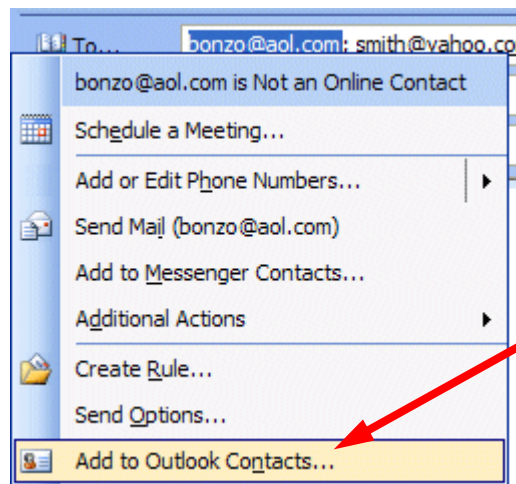 To... bonzo@aol.com; smith@yahoo.co
bonzo@aol.com is Not an Online Contact
Schedule a Meeting...
Add or Edit Phone Numbers...
Send Mail (bonzo@aol.com)
Add to Messenger Contacts...
Additional Actions
Create Rule...
Send Options...
Add to Outlook Contacts...